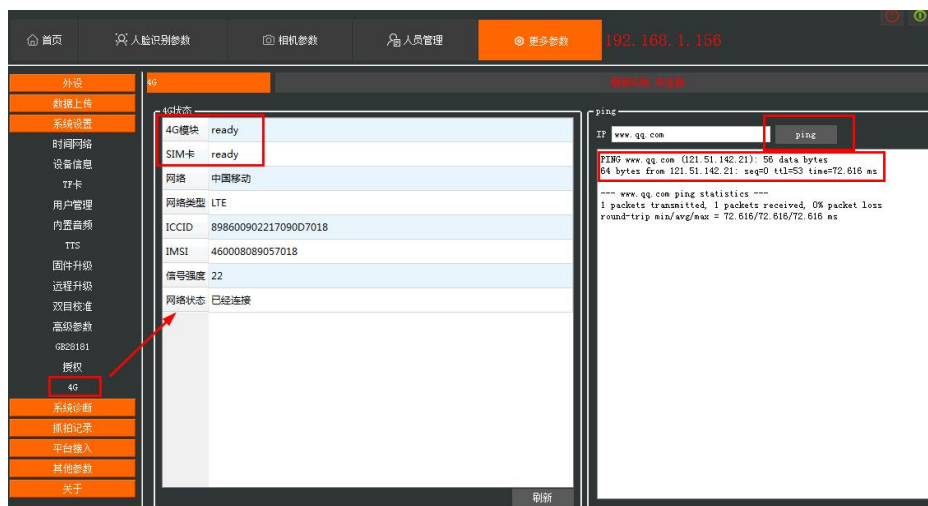 首页
人脸识别参数
相机参数
人员管理
更多参数
192.168.1.156
外设
数据上传
系统设置
时间网络
设备信息
TF卡
用户管理
内置音频
TTS
固件升级
远程升级
双目校准
高级参数
GB28181
授权
4G
系统诊断
抓拍记录
平台接入
其他参数
关于
4G
4G状态
4G模块 ready
SIM卡 ready
网络 中国移动
网络类型 LTE
ICCID 898600902217090D7018
IMSI 460008089057018
信号强度 22
网络状态 已经连接
刷新
ping
IP www.qq.com ping
PING www.qq.com (121.51.142.21): 56 data bytes
64 bytes from 121.51.142.21: seq=0 ttl=53 time=72.616 ms
--- www.qq.com ping statistics ---
1 packets transmitted, 1 packets received, 0% packet loss
round-trip min/avg/max = 72.616/72.616/72.616 ms